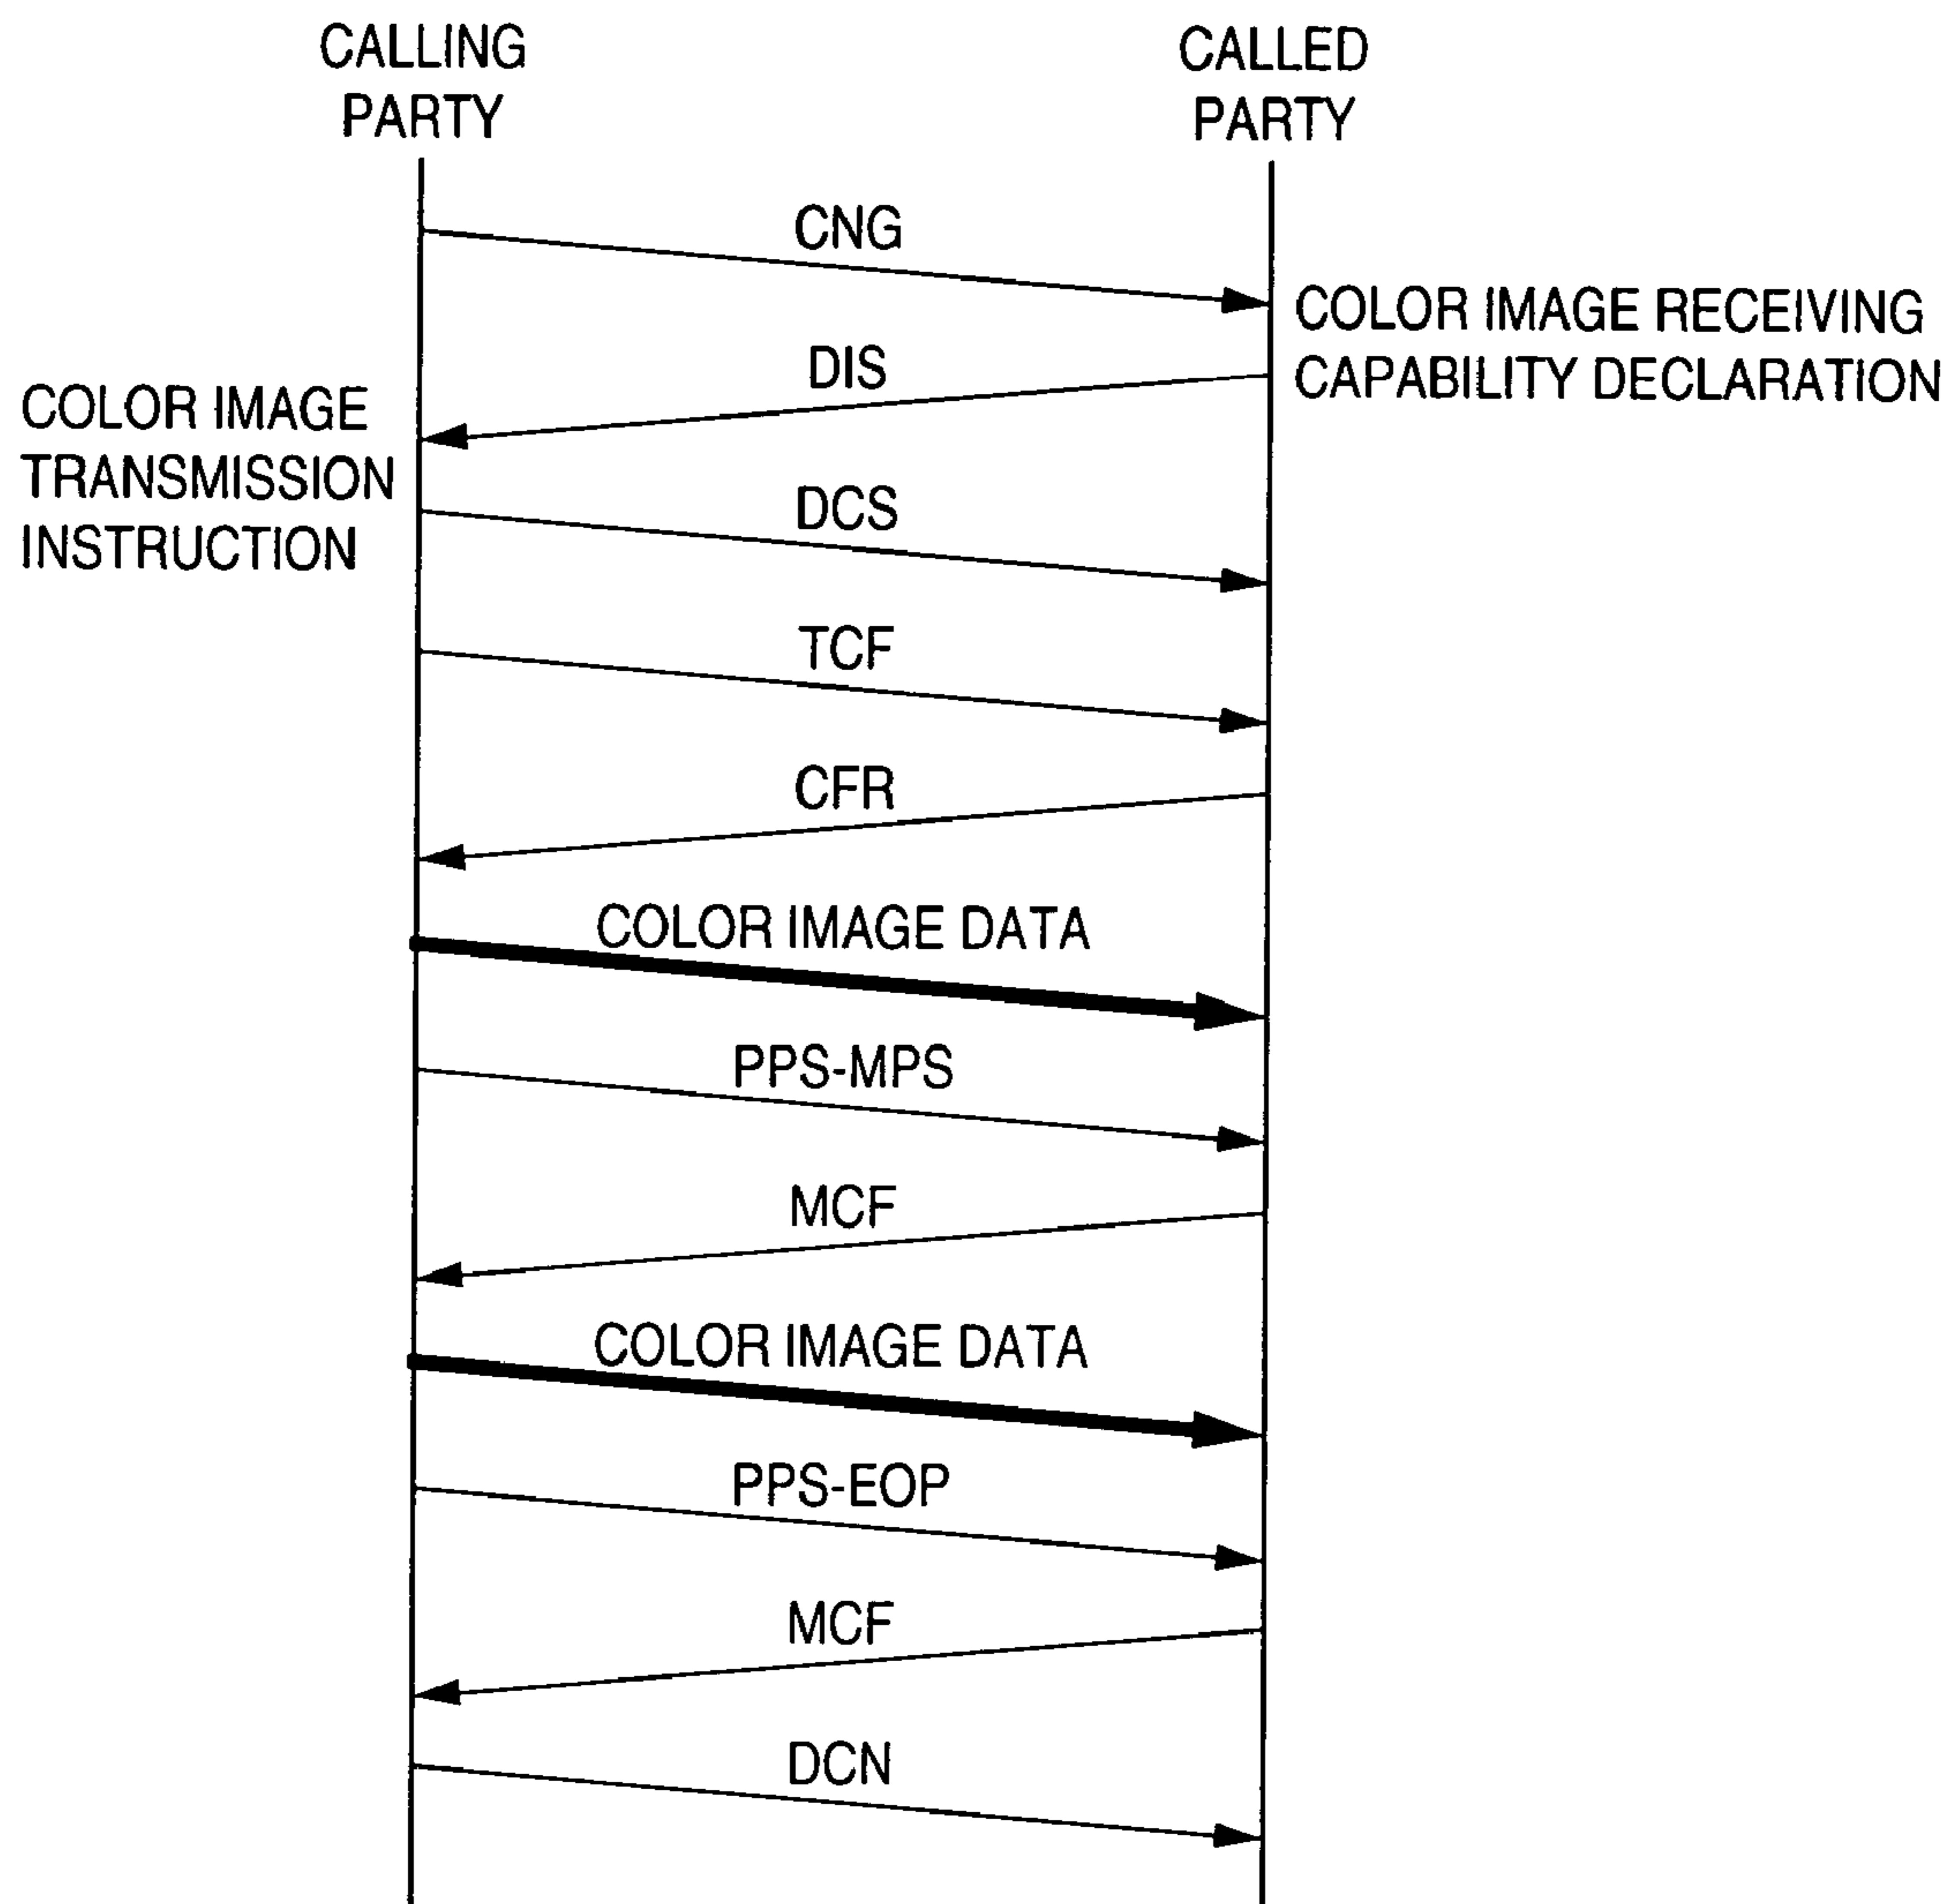 CALLING
PARTY
CALLED
PARTY
CNG
COLOR IMAGE RECEIVING
CAPABILITY DECLARATION
DIS
COLOR IMAGE
TRANSMISSION
INSTRUCTION
DCS
TCF
CFR
COLOR IMAGE DATA
PPS-MPS
MCF
COLOR IMAGE DATA
PPS-EOP
MCF
DCN